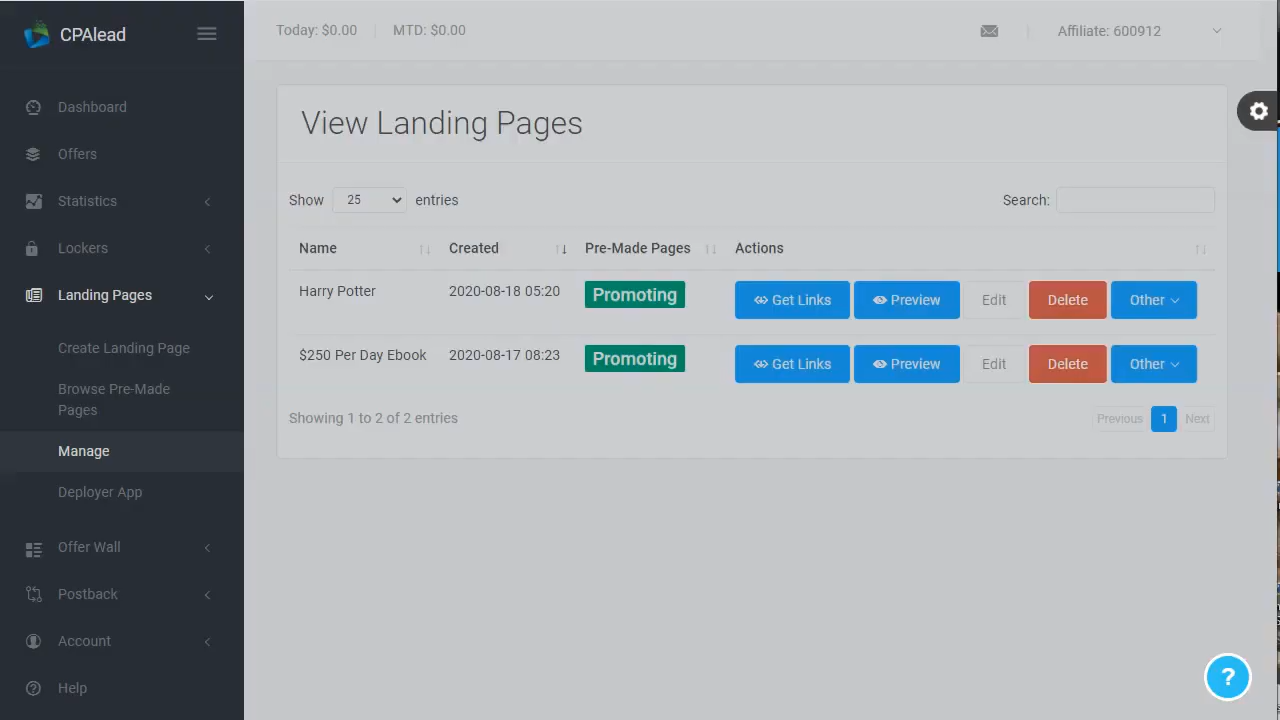 CPAlead
Today: $0.00
MTD: $0.00
Affiliate: 600912
Dashboard
Offers
Statistics
Lockers
Landing Pages
Create Landing Page
Browse Pre-Made
Pages
Manage
Deployer App
Offer Wall
Postback
Account
Help
View Landing Pages
Show 25 entries
Search:
Name Created Pre-Made Pages Actions
Harry Potter 2020-08-18 05:20 Promoting Get Links Preview Edit Delete Other
$250 Per Day Ebook 2020-08-17 08:23 Promoting Get Links Preview Edit Delete Other
Showing 1 to 2 of 2 entries
Previous 1 Next
?